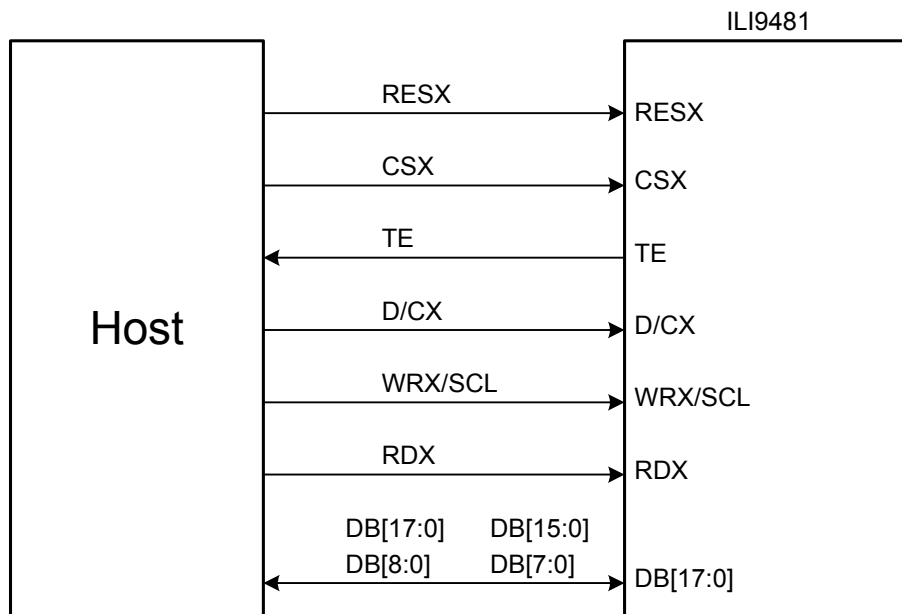 ILI9481
Host
RESX
RESX
CSX
CSX
TE
TE
D/CX
D/CX
WRX/SCL
WRX/SCL
RDX
RDX
DB[17:0] DB[15:0]
DB[8:0] DB[7:0]
DB[17:0]